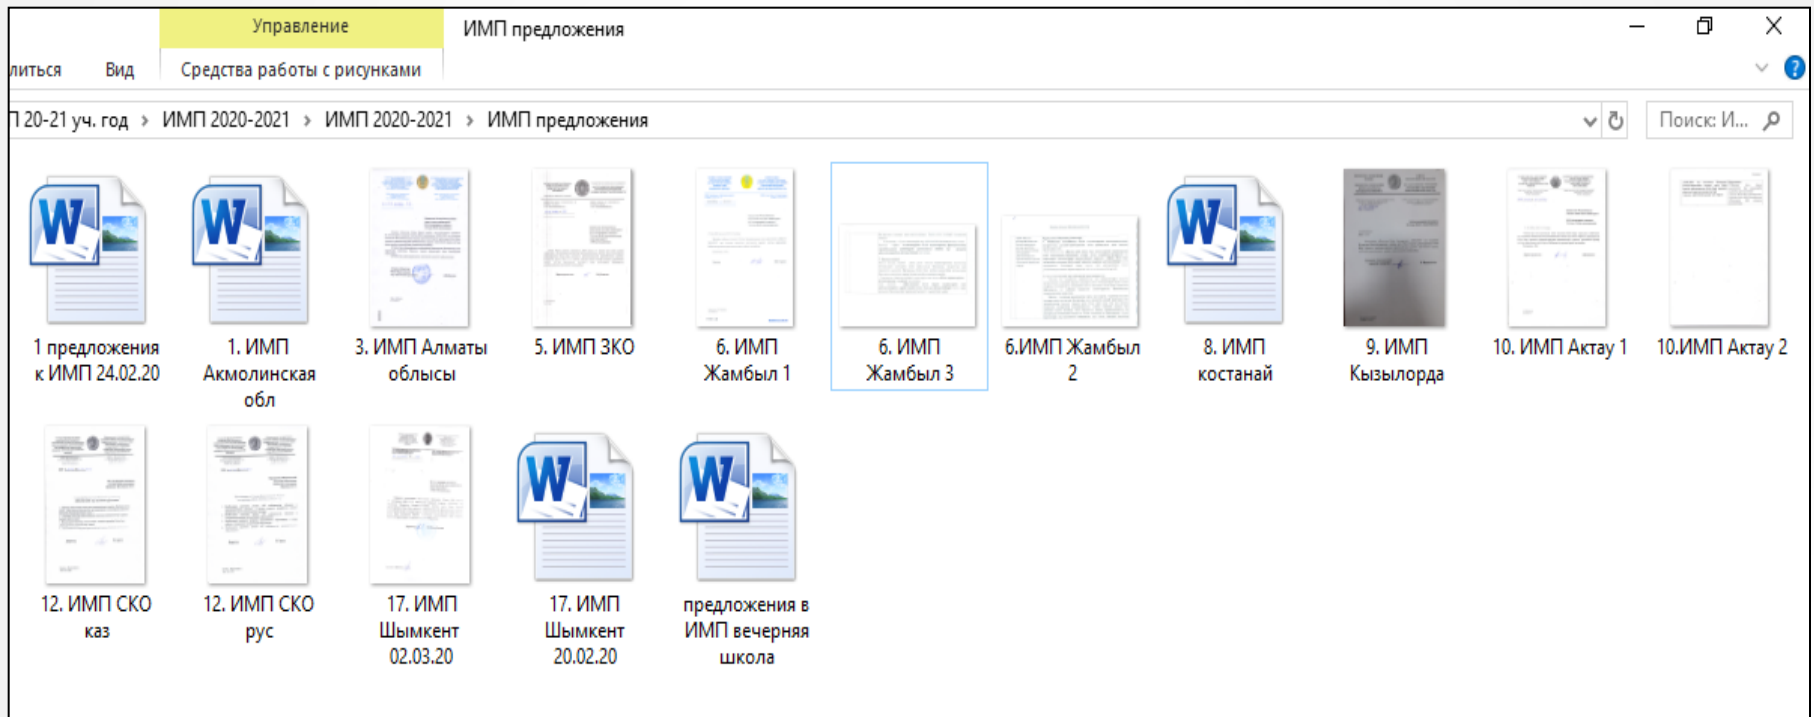 Управление
ИМП предложения
литься
Вид
Средства работы с рисунками
П 20-21 уч. год › ИМП 2020-2021 › ИМП 2020-2021 › ИМП предложения
Поиск: И...
1 предложения
к ИМП 24.02.20
1. ИМП
Акмолинская
обл
3. ИМП Алматы
облысы
5. ИМП ЗКО
6. ИМП
Жамбыл 1
6. ИМП
Жамбыл 3
6.ИМП Жамбыл
2
8. ИМП
костанай
9. ИМП
Кызылорда
10. ИМП Актау 1
10.ИМП Актау 2
12. ИМП СКО
каз
12. ИМП СКО
рус
17. ИМП
Шымкент
02.03.20
17. ИМП
Шымкент
20.02.20
предложения в
ИМП вечерняя
школа